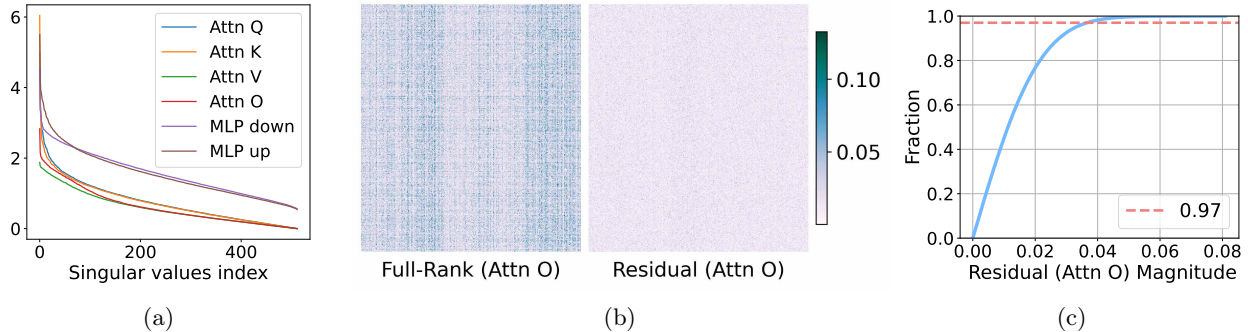 6
4
2
0
0
200
400
Singular values index
Attn Q
Attn K
Attn V
Attn O
MLP down
MLP up
(a)
Full-Rank (Attn O)
Residual (Attn O)
0.10
0.05
(b)
1.0
0.8
0.6
0.4
0.2
0.0
Fraction
0.97
0.00
0.02
0.04
0.06
0.08
Residual (Attn O) Magnitude
(c)